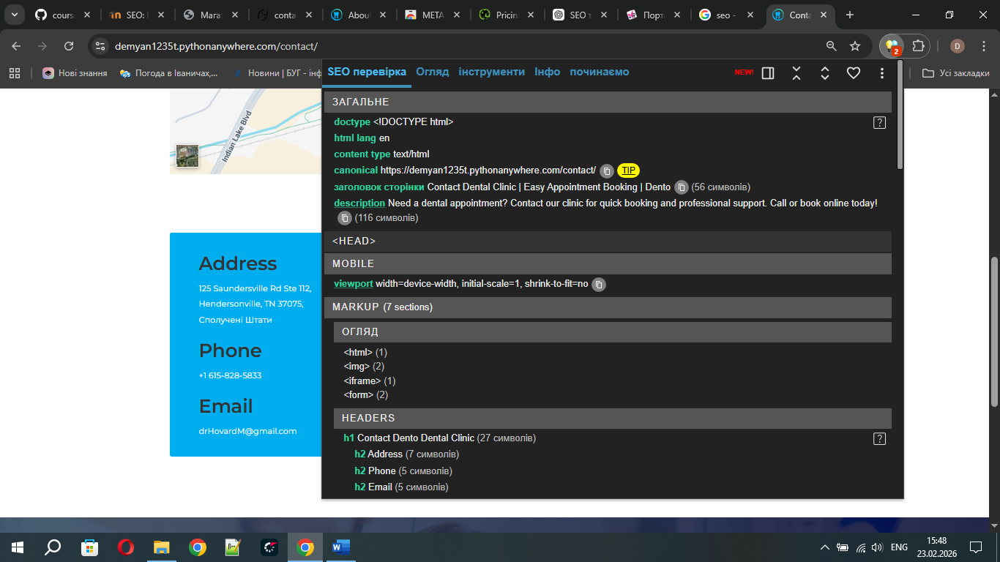 cours
SEO: 
Мага
conta
Abou
META
Pricin
SEO т
Порт
seo -
Conta
demyan1235t.pythonanywhere.com/contact/
2
D
Нові знання
Погода в Іваничах,...
Новини | БУГ - інф
Усі закладки
SEO перевірка
Огляд
інструменти
Інфо
починаємо
NEW!
ЗАГАЛЬНЕ
doctype <!DOCTYPE html>
?
html lang en
content type text/html
canonical https://demyan1235t.pythonanywhere.com/contact/ TIP
заголовок сторінки Contact Dental Clinic | Easy Appointment Booking | Dento (56 символів)
description Need a dental appointment? Contact our clinic for quick booking and professional support. Call or book online today!
(116 символів)
<HEAD>
MOBILE
viewport width=device-width, initial-scale=1, shrink-to-fit=no
MARKUP (7 sections)
ОГЛЯД
<html> (1)
<img> (2)
<iframe> (1)
<form> (2)
HEADERS
h1 Contact Dento Dental Clinic (27 символів)
?
h2 Address (7 символів)
h2 Phone (5 символів)
h2 Email (5 символів)
Indian Lake Blvd
Address
125 Saundersville Rd Ste 112,
Hendersonville, TN 37075,
Сполучені Штати
Phone
+1 615-828-5833
Email
drHovardM@gmail.com
ENG
15:48
23.02.2026